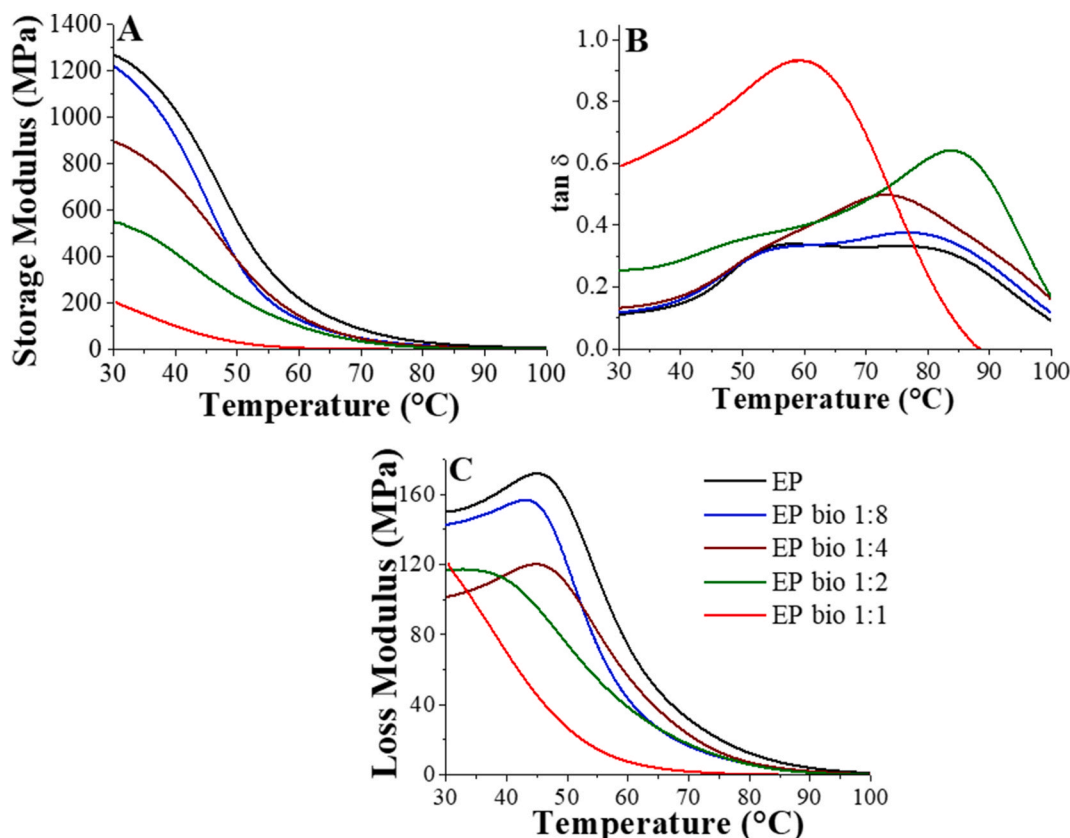 A
Storage Modulus (MPa)
1400
1200
1000
800
600
400
200
0
30 40 50 60 70 80 90 100
Temperature (°C)
B
tan δ
1.0
0.8
0.6
0.4
0.2
0.0
30 40 50 60 70 80 90 100
Temperature (°C)
C
Loss Modulus (MPa)
160
120
80
40
0
30 40 50 60 70 80 90 100
Temperature (°C)
EP
EP bio 1:8
EP bio 1:4
EP bio 1:2
EP bio 1:1